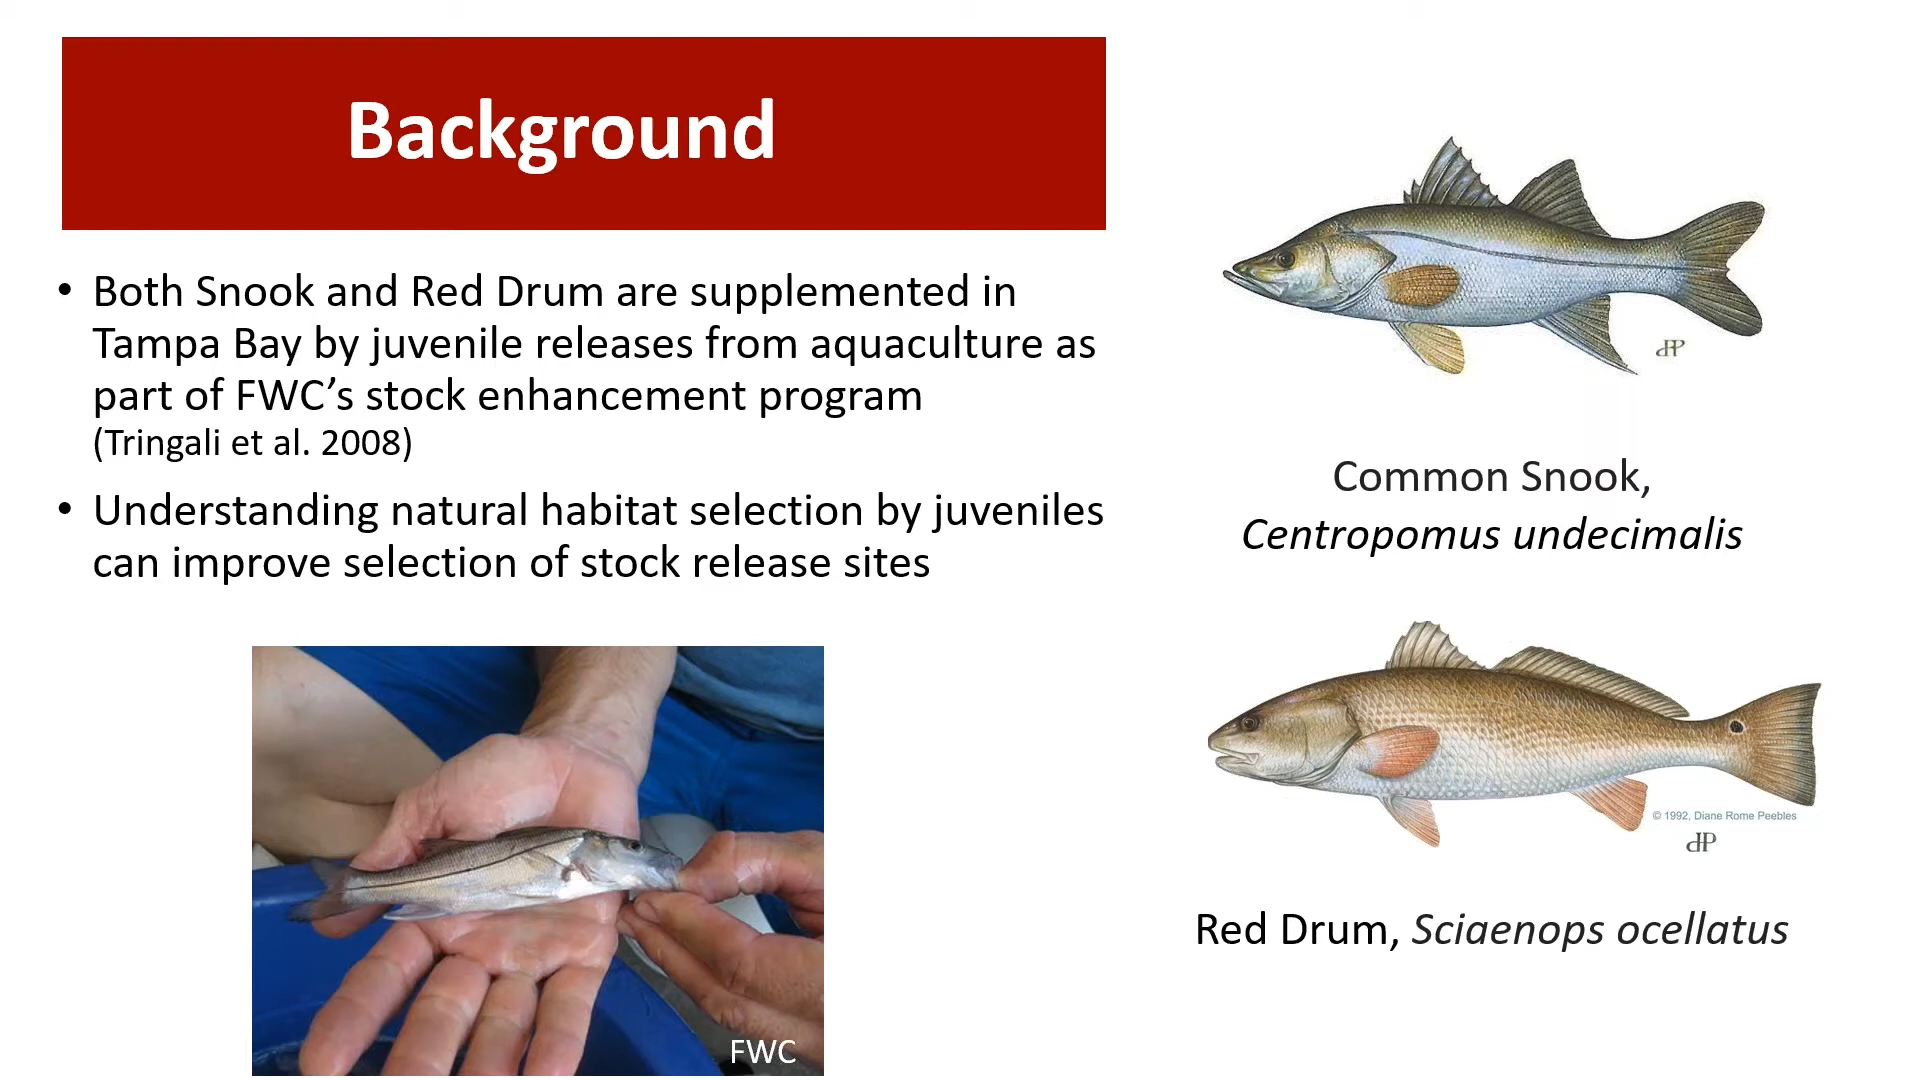 Background
• Both Snook and Red Drum are supplemented in
Tampa Bay by juvenile releases from aquaculture as
part of FWC’s stock enhancement program
(Tringali et al. 2008)
• Understanding natural habitat selection by juveniles
can improve selection of stock release sites
FWC
Common Snook,
Centropomus undecimalis
© 1992, Diane Rome Peebles
Red Drum, Sciaenops ocellatus